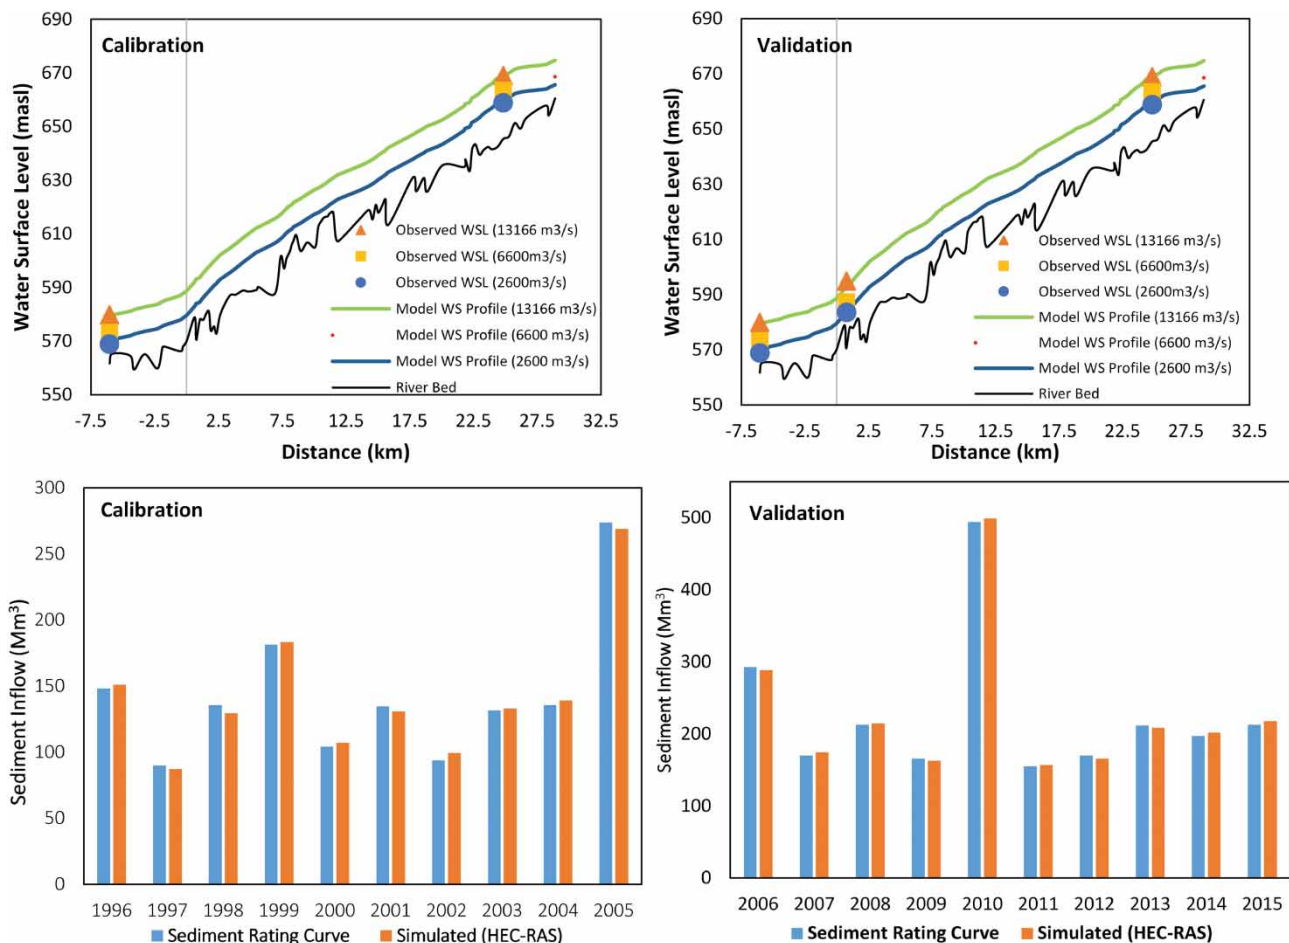 Calibration
Water Surface Level (masl)
690
670
650
630
610
590
570
550
Observed WSL (13166 m3/s)
Observed WSL (6600m3/s)
Observed WSL (2600m3/s)
Model WS Profile (13166 m3/s)
Model WS Profile (6600 m3/s)
Model WS Profile (2600 m3/s)
River Bed
-7.5 -2.5 2.5 7.5 12.5 17.5 22.5 27.5 32.5
Distance (km)
Validation
Water Surface Level (masl)
690
670
650
630
610
590
570
550
Observed WSL (13166 m3/s)
Observed WSL (6600m3/s)
Observed WSL (2600m3/s)
Model WS Profile (13166 m3/s)
Model WS Profile (6600 m3/s)
Model WS Profile (2600 m3/s)
River Bed
-7.5 -2.5 2.5 7.5 12.5 17.5 22.5 27.5 32.5
Distance (km)
Calibration
Sediment Inflow (Mm³)
300
250
200
150
100
50
0
1996 1997 1998 1999 2000 2001 2002 2003 2004 2005
Sediment Rating Curve Simulated (HEC-RAS)
Validation
Sediment Inflow (Mm³)
500
400
300
200
100
0
2006 2007 2008 2009 2010 2011 2012 2013 2014 2015
Sediment Rating Curve Simulated (HEC-RAS)